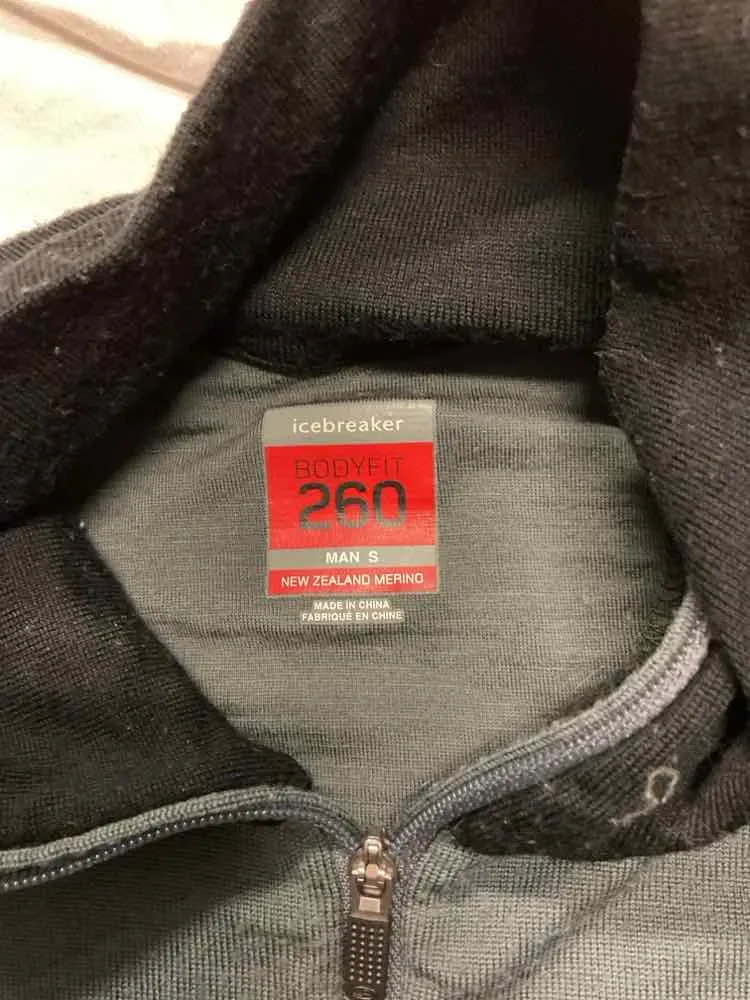 icebreaker
BODYFIT
260
MAN S
NEW ZEALAND MERINO
MADE IN CHINA
FABRIQUÉ EN CHINE